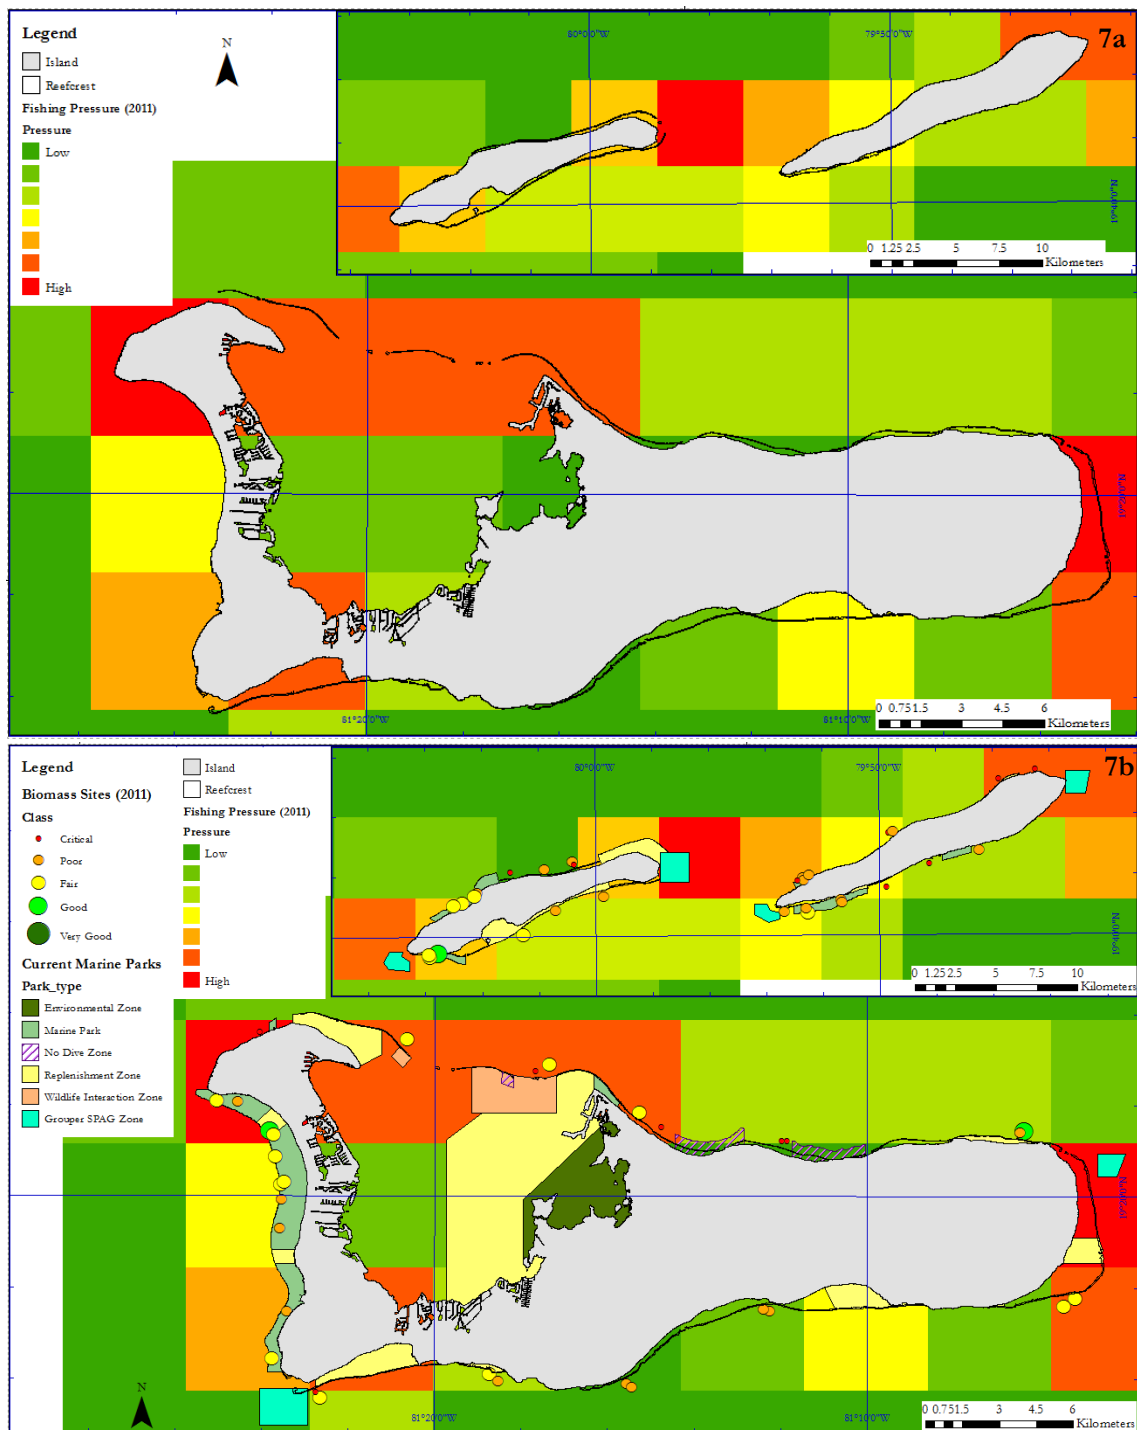 Legend
Island
Reefcrest
Fishing Pressure (2011)
Pressure
Low
High
N
80°0'0"W
79°50'0"W
7a
19°40'0"N
0 1.25 2.5 5 7.5 10
Kilometers
19°20'0"N
81°20'0"W
81°10'0"W
0 0.75 1.5 3 4.5 6
Kilometers
Legend
Biomass Sites (2011)
Class
Critical
Poor
Fair
Good
Very Good
Current Marine Parks
Park_type
Environmental Zone
Marine Park
No Dive Zone
Replenishment Zone
Wildlife Interaction Zone
Grouper SPAG Zone
Island
Reefcrest
Fishing Pressure (2011)
Pressure
Low
High
80°0'0"W
79°50'0"W
7b
19°40'0"N
0 1.25 2.5 5 7.5 10
Kilometers
19°20'0"N
N
81°20'0"W
81°10'0"W
0 0.75 1.5 3 4.5 6
Kilometers